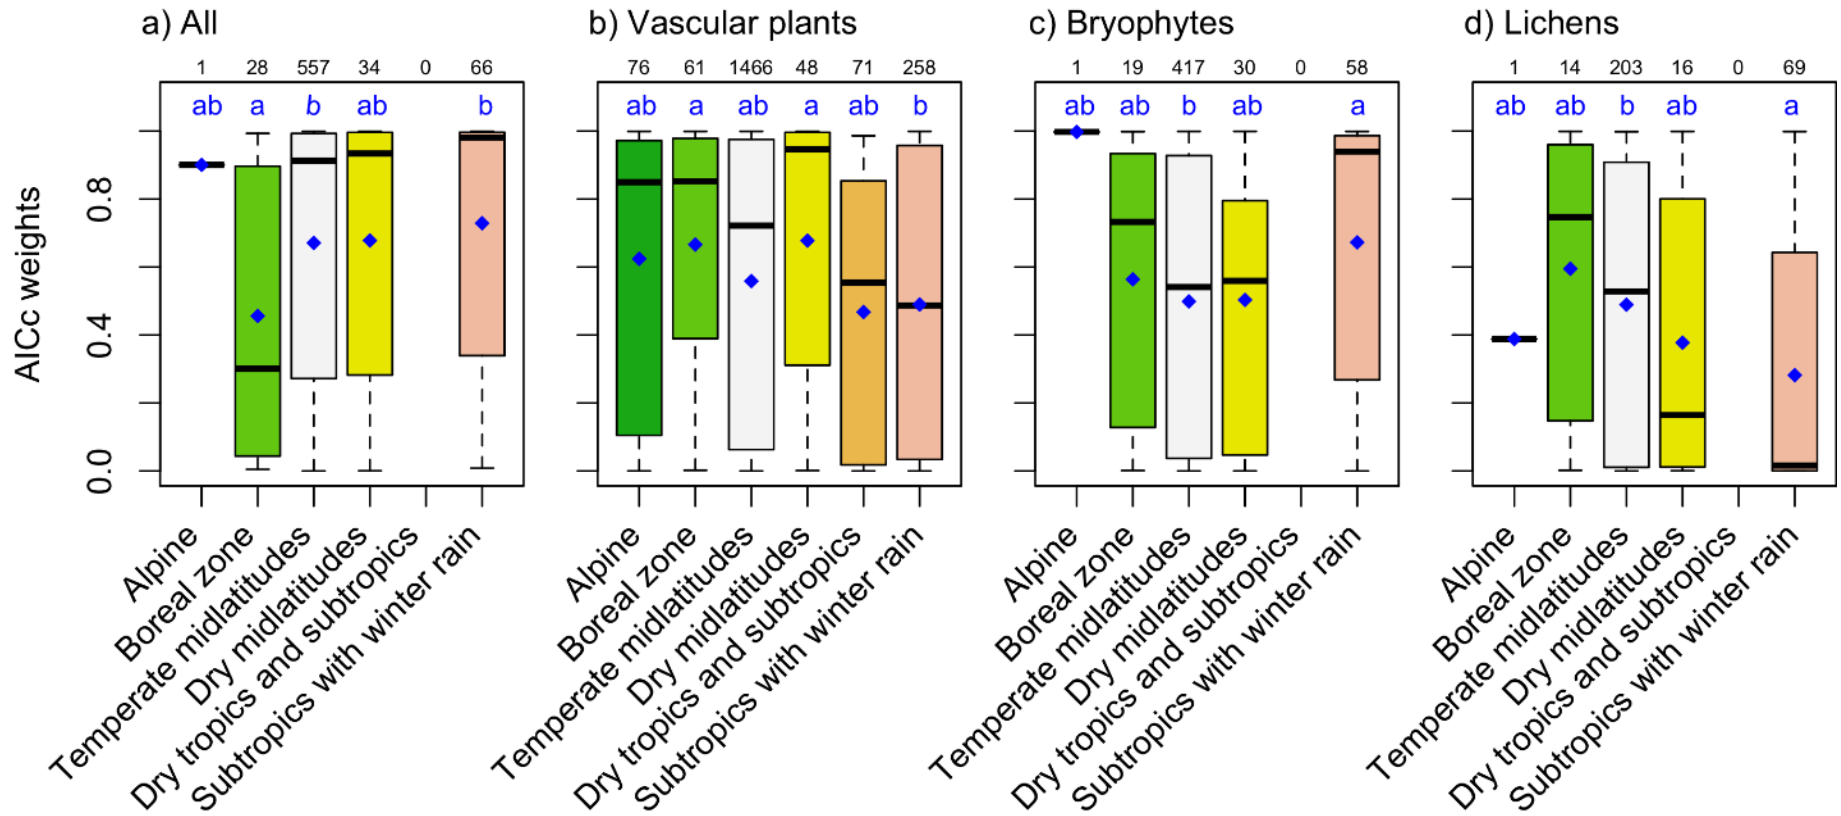 a) All
b) Vascular plants
c) Bryophytes
d) Lichens
1 28 557 34 0 66
76 61 1466 48 71 258
1 19 417 30 0 58
1 14 203 16 0 69
ab a b ab b
ab a ab a ab b
ab ab b ab a
ab ab b ab a
AICc weights
0.8
0.4
0.0
Alpine
Boreal zone
Temperate midlatitudes
Dry midlatitudes
Dry tropics and subtropics
Subtropics with winter rain
Alpine
Boreal zone
Temperate midlatitudes
Dry midlatitudes
Dry tropics and subtropics
Subtropics with winter rain
Alpine
Boreal zone
Temperate midlatitudes
Dry midlatitudes
Dry tropics and subtropics
Subtropics with winter rain
Alpine
Boreal zone
Temperate midlatitudes
Dry midlatitudes
Dry tropics and subtropics
Subtropics with winter rain